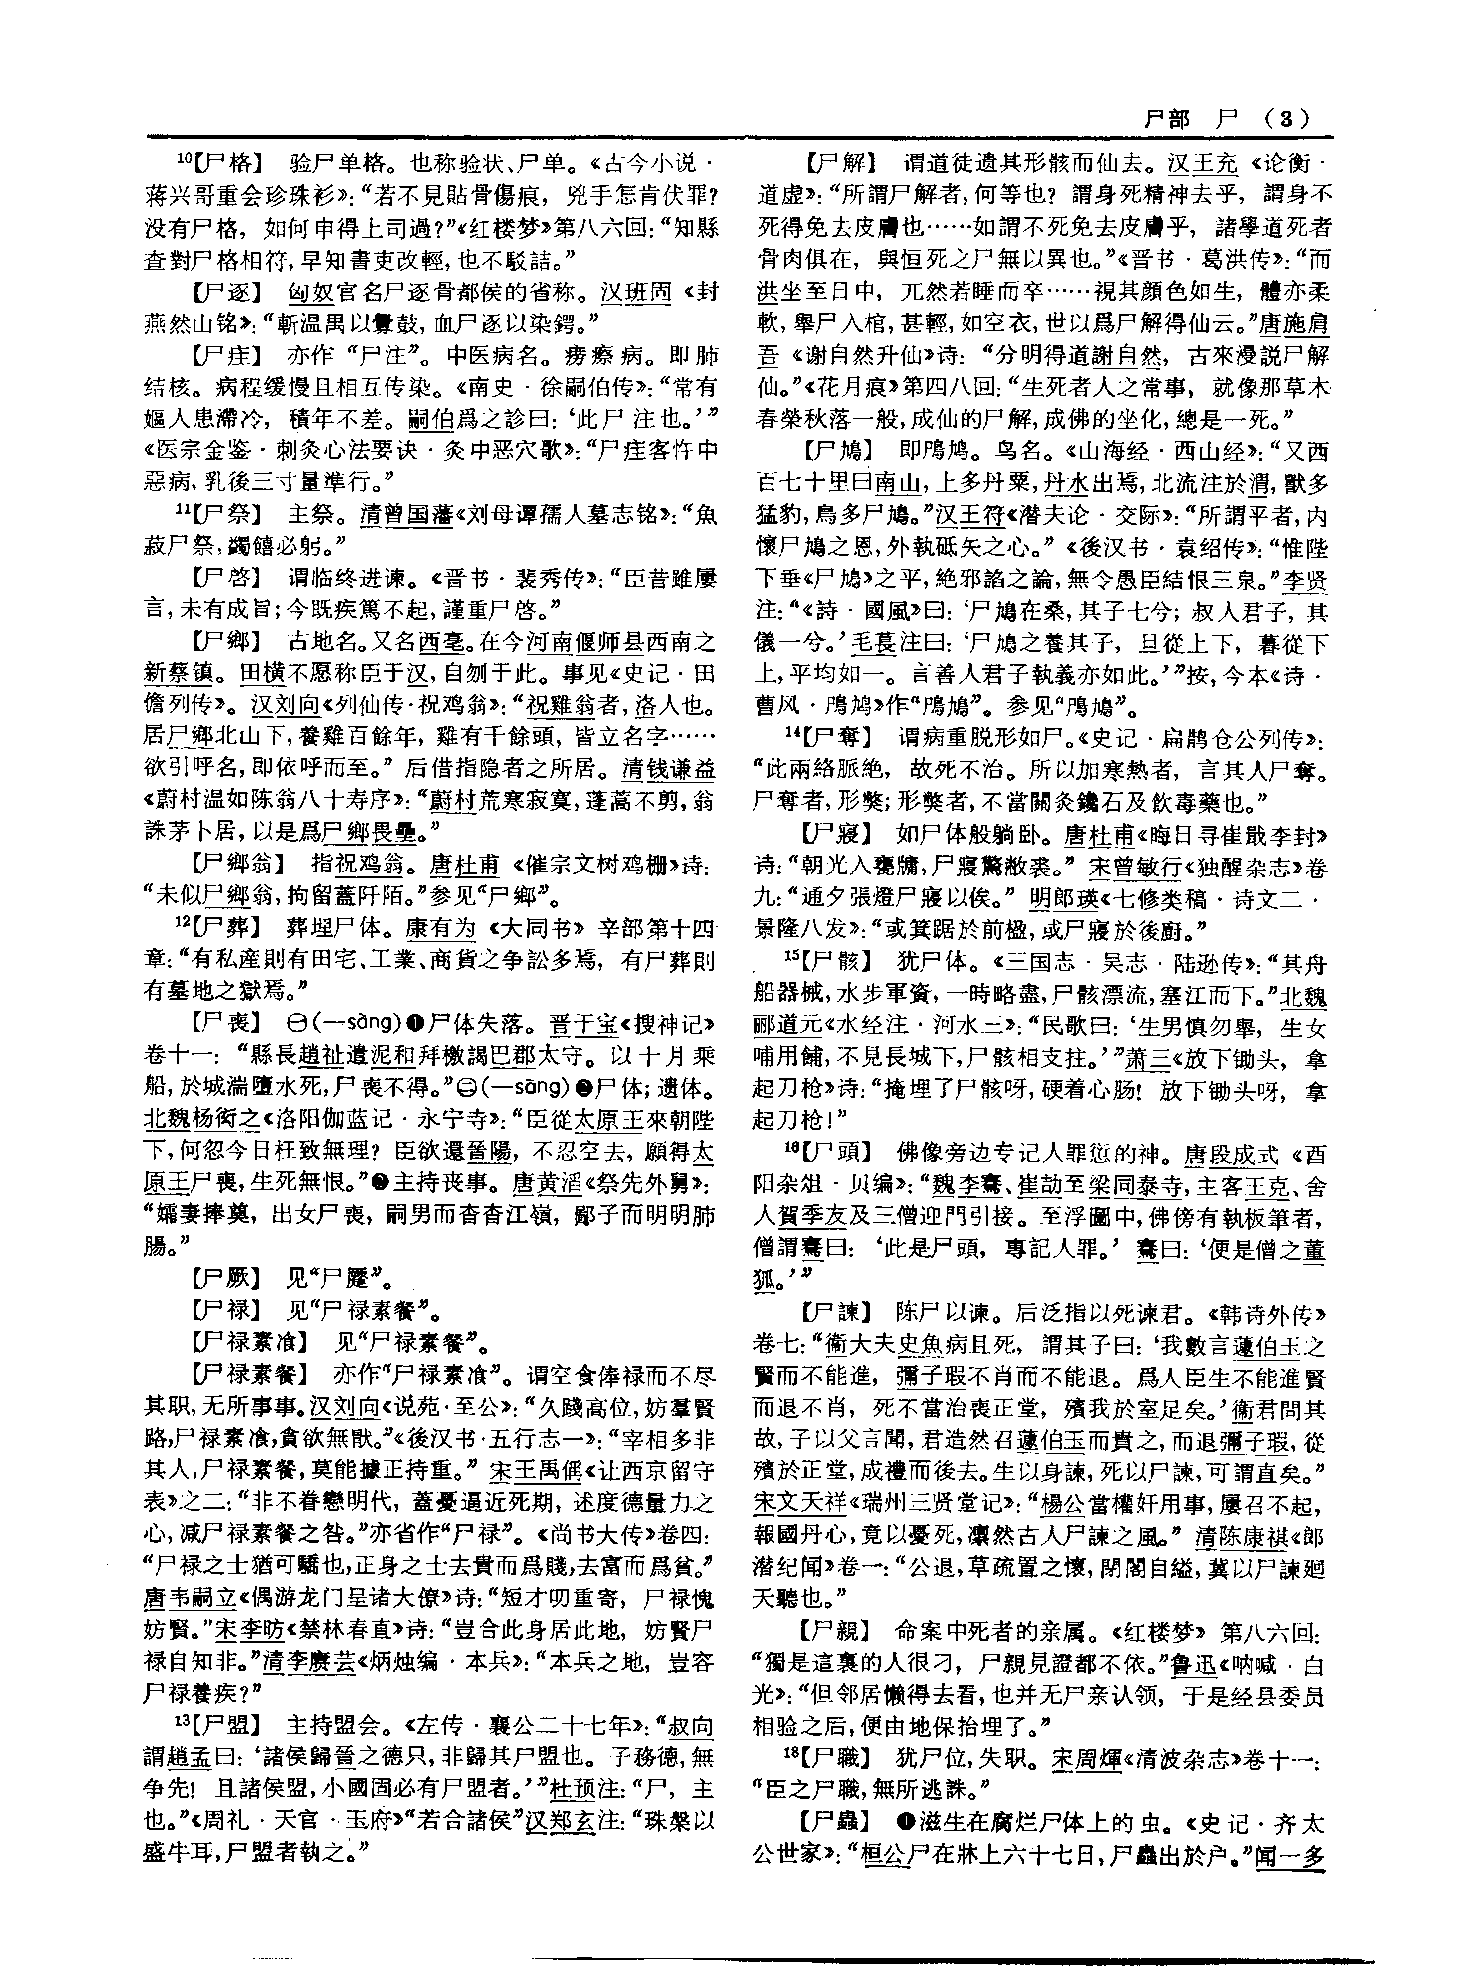 尸部　尸　（3）
10【尸格】　验尸单格。也称验状、尸单。《古今小说·
蒋兴哥重会珍珠衫》：“若不見貼骨傷痕，兇手怎肯伏罪？
没有尸格，如何申得上司過？”《红楼梦》第八六回：“知縣
查對尸格相符，早知書吏改輕，也不駁詰。”
【尸逐】　匈奴官名尸逐骨都侯的省称。汉班固《封
燕然山铭》：“斬温禺以釁鼓，血尸逐以染鍔。”
【尸疰】　亦作“尸注”。中医病名。痨瘵病。即肺
结核。病程缓慢且相互传染。《南史·徐嗣伯传》：“常有
嫗人患滯冷，積年不差。嗣伯爲之診曰：‘此尸注也。’”
《医宗金鉴·刺灸心法要诀·灸中恶穴歌》：“尸疰客忤中
惡病，乳後三寸量準行。”
11【尸祭】　主祭。清曾国藩《刘母谭孺人墓志铭》：“魚
菽尸祭，蠲饎必躬。”
【尸啓】　谓临终进谏。《晋书·裴秀传》：“臣昔雖屢
言，未有成旨；今既疾篤不起，謹重尸啓。”
【尸鄉】　古地名。又名西亳。在今河南偃师县西南之
新蔡镇。田横不愿称臣于汉，自刎于此。事见《史记·田
儋列传》。汉刘向《列仙传·祝鸡翁》：“祝雞翁者，洛人也。
居尸鄉北山下，養雞百餘年，雞有千餘頭，皆立名字……
欲引呼名，即依呼而至。”后借指隐者之所居。清钱谦益
《蔚村温如陈翁八十寿序》：“蔚村荒寒寂寞，蓬蒿不剪，翁
誅茅卜居，以是爲尸鄉畏壘。”
【尸鄉翁】　指祝鸡翁。唐杜甫《催宗文树鸡栅》诗：
“未似尸鄉翁，拘留蓋阡陌。”参见“尸鄉”。
12【尸葬】　葬埋尸体。康有为《大同书》辛部第十四
章：“有私産則有田宅、工業、商貨之争訟多焉，有尸葬則
有墓地之獄焉。”
【尸喪】　㊀（—sāng）❶尸体失落。晋干宝《搜神记》
卷十一：“縣長趙祉遣泥和拜檄謁巴郡太守。以十月乘
船，於城湍墮水死，尸喪不得。”㊁（—sāng）❷尸体；遗体。
北魏杨衒之《洛阳伽蓝记·永宁寺》：“臣從太原王來朝陛
下，何忽今日枉致無理？臣欲還晉陽，不忍空去，願得太
原王尸喪，生死無恨。”❷主持丧事。唐黄滔《祭先外舅》：
“孀妻捧奠，出女尸喪，嗣男而杳杳江嶺，鄭子而明明肺
腸。”
【尸厥】　见“尸蹷”。
【尸禄】　见“尸禄素餐”。
【尸禄素飡】　见“尸禄素餐”。
【尸禄素餐】　亦作“尸禄素飡”。谓空食俸禄而不尽
其职，无所事事。汉刘向《说苑·至公》：“久踐高位，妨羣賢
路，尸禄素飡，貪欲無猒。”《後汉书·五行志一》：“宰相多非
其人，尸禄素餐，莫能據正持重。”宋王禹偁《让西京留守
表》之二：“非不眷戀明代，蓋憂逼近死期，述度德量力之
心，减尸禄素餐之咎。”亦省作“尸禄”。《尚书大传》卷四：
“尸禄之士猶可驕也，正身之士去貴而爲賤，去富而爲貧。”
唐韦嗣立《偶游龙门呈诸大僚》诗：“短才叨重寄，尸禄愧
妨賢。”宋李昉《禁林春直》诗：“豈合此身居此地，妨賢尸
禄自知非。”清李赓芸《炳烛编·本兵》：“本兵之地，豈容
尸禄養疾？”
13【尸盟】　主持盟会。《左传·襄公二十七年》：“叔向
謂趙孟曰：‘諸侯歸晉之德只，非歸其尸盟也。子務德，無
争先！且諸侯盟，小國固必有尸盟者。’”杜预注：“尸，主
也。”《周礼·天官·玉府》“若合諸侯”汉郑玄注：“珠槃以
盛牛耳，尸盟者執之。”
【尸解】　谓道徒遗其形骸而仙去。汉王充《论衡·
道虚》：“所謂尸解者，何等也？謂身死精神去乎，謂身不
死得免去皮膚也……如謂不死免去皮膚乎，諸學道死者
骨肉俱在，與恒死之尸無以異也。”《晋书·葛洪传》：“而
洪坐至日中，兀然若睡而卒……視其顔色如生，體亦柔
軟，舉尸入棺，甚輕，如空衣，世以爲尸解得仙云。”唐施肩
吾《谢自然升仙》诗：“分明得道謝自然，古來漫説尸解
仙。”《花月痕》第四八回：“生死者人之常事，就像那草木
春榮秋落一般，成仙的尸解，成佛的坐化，總是一死。”
【尸鳩】　即鳲鸠。鸟名。《山海经·西山经》：“又西
百七十里曰南山，上多丹粟，丹水出焉，北流注於渭，獸多
猛豹，鳥多尸鳩。”汉王符《潜夫论·交际》：“所謂平者，内
懷尸鳩之恩，外執砥矢之心。”《後汉书·袁绍传》：“惟陛
下垂《尸鳩》之平，絶邪諂之論，無令愚臣結恨三泉。”李贤
注：“《詩·國風》曰：‘尸鳩在桑，其子七兮；叔人君子，其
儀一兮。’毛萇注曰：‘尸鳩之養其子，旦從上下，暮從下
上，平均如一。言善人君子執義亦如此。’”按，今本《诗·
曹风·鳲鸠》作“鳲鳩”。参见“鳲鳩”。
14【尸奪】　谓病重脱形如尸。《史记·扁鹊仓公列传》：
“此兩絡脈絶，故死不治。所以加寒熱者，言其人尸奪。
尸奪者，形獘；形獘者，不當關灸鑱石及飲毒藥也。”
【尸寢】　如尸体般躺卧。唐杜甫《晦日寻崔戢李封》
诗：“朝光入甕牖，尸寢驚敝裘。”宋曾敏行《独醒杂志》卷
九：“通夕張燈尸寢以俟。”明郎瑛《七修类稿·诗文二·
景隆八发》：“或箕踞於前楹，或尸寢於後廚。”
15【尸骸】　犹尸体。《三国志·吴志·陆逊传》：“其舟
船器械，水步軍資，一時略盡，尸骸漂流，塞江而下。”北魏
郦道元《水经注·河水三》：“民歌曰：‘生男慎勿舉，生女
哺用餔，不見長城下，尸骸相支拄。’”萧三《放下锄头，拿
起刀枪》诗：“掩埋了尸骸呀，硬着心肠！放下锄头呀，拿
起刀枪！”
16【尸頭】　佛像旁边专记人罪愆的神。唐段成式《酉
阳杂俎·贝编》：“魏李騫、崔劼至梁同泰寺，主客王克、舍
人賀季友及三僧迎門引接。至浮圖中，佛傍有執板筆者，
僧謂騫曰：‘此是尸頭，專記人罪。’騫曰：‘便是僧之董
狐。’”
【尸諫】　陈尸以谏。后泛指以死谏君。《韩诗外传》
卷七：“衞大夫史魚病且死，謂其子曰：‘我數言蘧伯玉之
賢而不能進，彌子瑕不肖而不能退。爲人臣生不能進賢
而退不肖，死不當治喪正堂，殯我於室足矣。’衞君問其
故，子以父言聞，君造然召蘧伯玉而貴之，而退彌子瑕，從
殯於正堂，成禮而後去。生以身諫，死以尸諫，可謂直矣。”
宋文天祥《瑞州三贤堂记》：“楊公當權奸用事，屢召不起，
報國丹心，竟以憂死，凛然古人尸諫之風。”清陈康祺《郎
潜纪闻》卷一：“公退，草疏置之懷，閉閣自縊，冀以尸諫廻
天聽也。”
【尸親】　命案中死者的亲属。《红楼梦》第八六回：
“獨是這裏的人很刁，尸親見證都不依。”鲁迅《呐喊·白
光》：“但邻居懒得去看，也并无尸亲认领，于是经县委员
相验之后，便由地保抬埋了。”
18【尸職】　犹尸位，失职。宋周煇《清波杂志》卷十一：
“臣之尸職，無所逃誅。”
【尸蟲】　❶滋生在腐烂尸体上的虫。《史记·齐太
公世家》：“桓公尸在牀上六十七日，尸蟲出於户。”闻一多